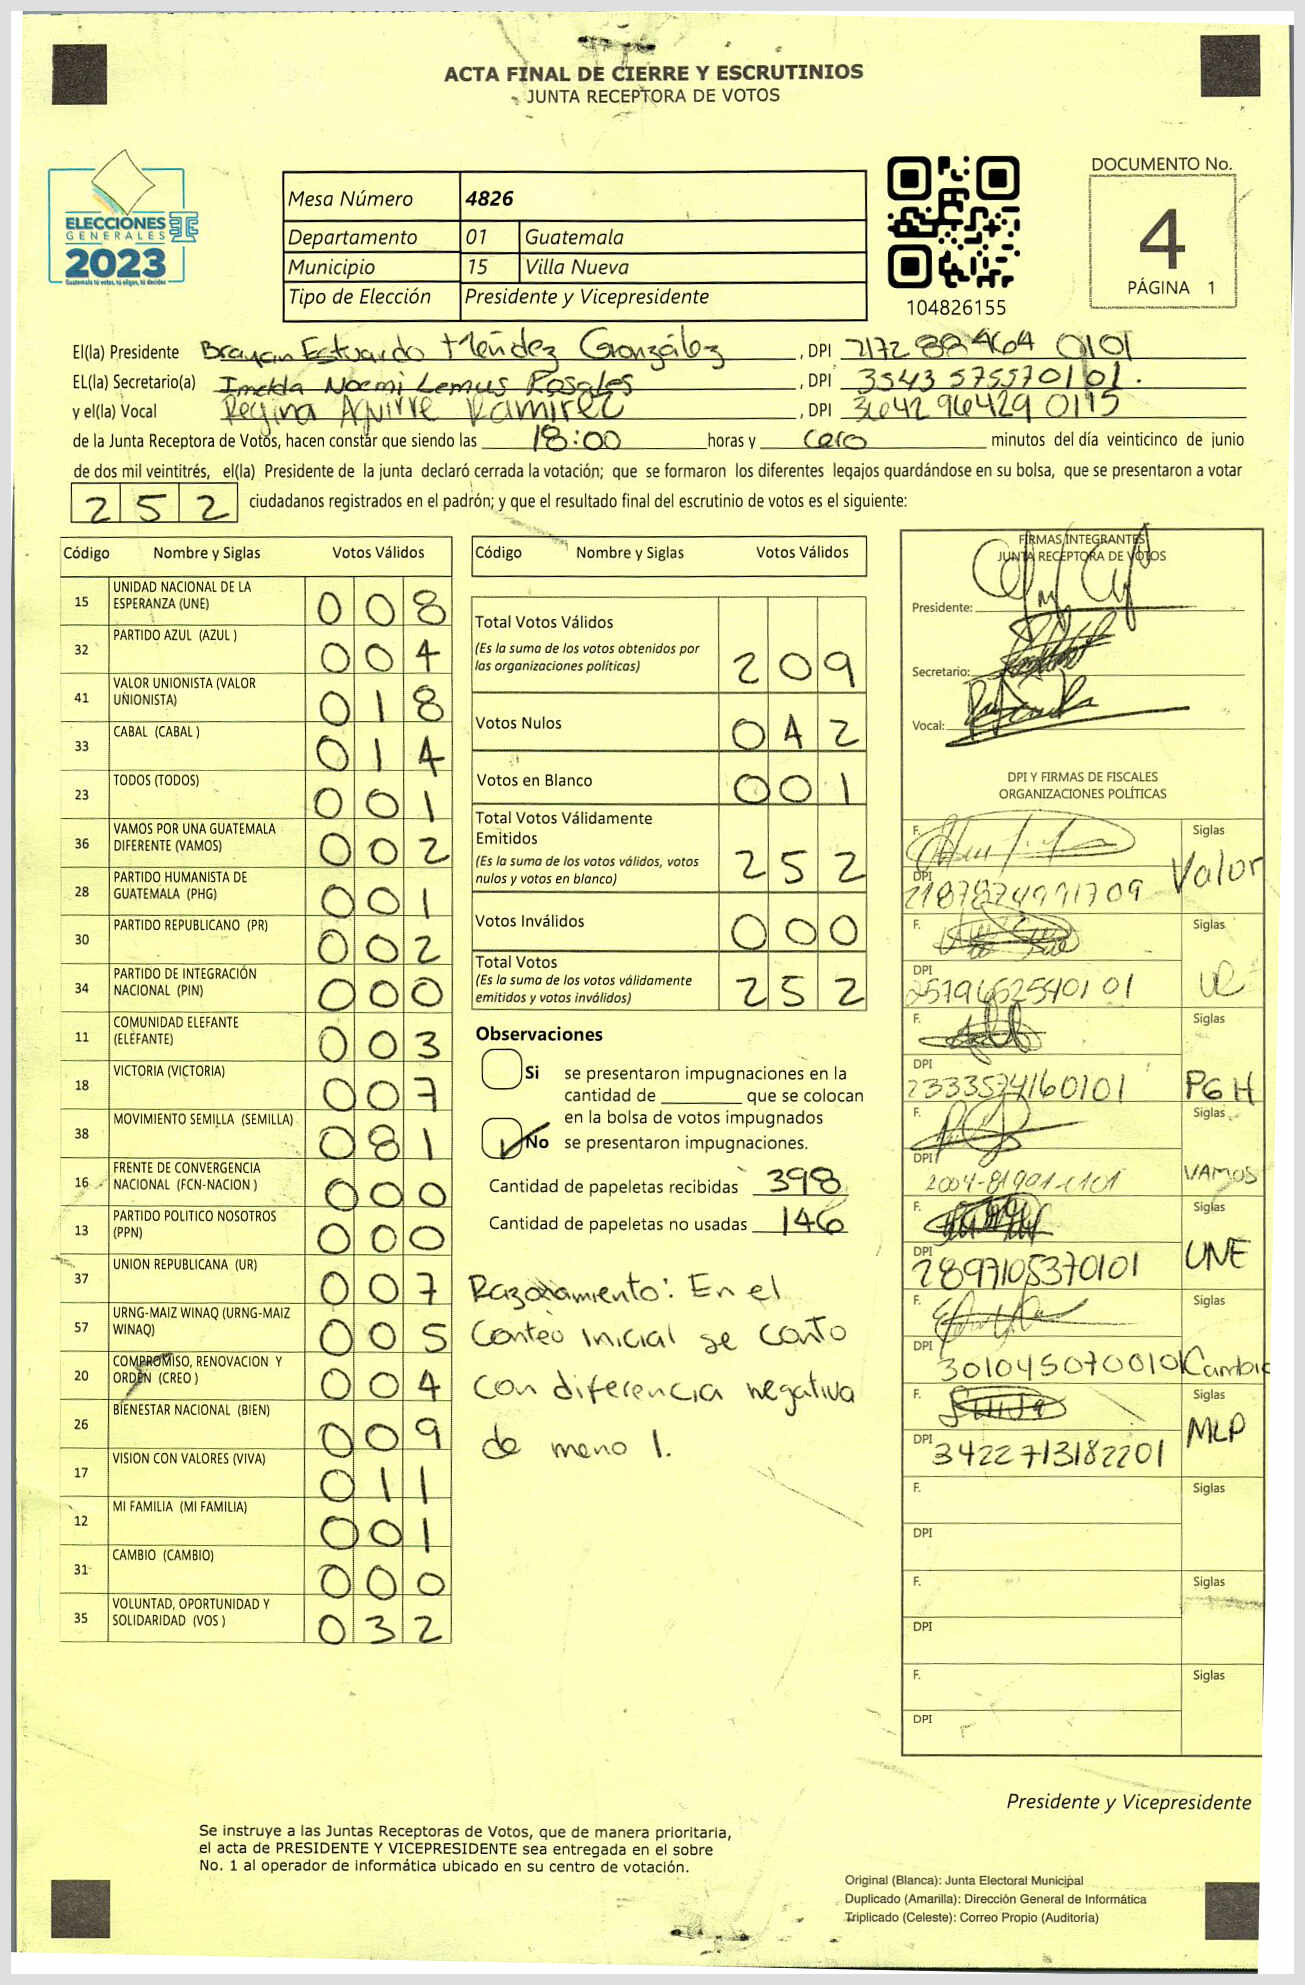 ACTA FINAL DE CIERRE Y ESCRUTINIOS
JUNTA RECEPTORA DE VOTOS
ELECCIONES
GENERALES
2023
Guatemala tú votas, tú eliges, tú decides
TSE
Mesa Número 4826
Departamento 01 Guatemala
Municipio 15 Villa Nueva
Tipo de Elección Presidente y Vicepresidente
104826155
DOCUMENTO No.
4
PÁGINA 1
El(la) Presidente Brayan Estuardo Méndez González, DPI 2172 88464 0101
EL(la) Secretario(a) Imelda Noemi Lemus Rosales, DPI 3543 57557 0101.
y el(la) Vocal Regina Aguirre Ramirez, DPI 3642 96429 0115
de la Junta Receptora de Votos, hacen constar que siendo las 18:00 horas y cero minutos del día veinticinco de junio
de dos mil veintitrés, el(la) Presidente de la junta declaró cerrada la votación; que se formaron los diferentes legajos guardándose en su bolsa, que se presentaron a votar
252 ciudadanos registrados en el padrón; y que el resultado final del escrutinio de votos es el siguiente:
Código Nombre y Siglas Votos Válidos
15 UNIDAD NACIONAL DE LA ESPERANZA (UNE) 008
32 PARTIDO AZUL (AZUL ) 004
41 VALOR UNIONISTA (VALOR UNIONISTA) 018
33 CABAL (CABAL ) 014
23 TODOS (TODOS) 001
36 VAMOS POR UNA GUATEMALA DIFERENTE (VAMOS) 002
28 PARTIDO HUMANISTA DE GUATEMALA (PHG) 001
30 PARTIDO REPUBLICANO (PR) 002
34 PARTIDO DE INTEGRACIÓN NACIONAL (PIN) 000
11 COMUNIDAD ELEFANTE (ELEFANTE) 003
18 VICTORIA (VICTORIA) 007
38 MOVIMIENTO SEMILLA (SEMILLA) 081
16 FRENTE DE CONVERGENCIA NACIONAL (FCN-NACION ) 000
13 PARTIDO POLITICO NOSOTROS (PPN) 000
37 UNION REPUBLICANA (UR) 007
57 URNG-MAIZ WINAQ (URNG-MAIZ WINAQ) 005
20 COMPROMISO, RENOVACION Y ORDEN (CREO ) 004
26 BIENESTAR NACIONAL (BIEN) 009
17 VISION CON VALORES (VIVA) 011
12 MI FAMILIA (MI FAMILIA) 001
31 CAMBIO (CAMBIO) 000
35 VOLUNTAD, OPORTUNIDAD Y SOLIDARIDAD (VOS ) 032
Código Nombre y Siglas Votos Válidos
Total Votos Válidos
(Es la suma de los votos obtenidos por
las organizaciones políticas) 209
Votos Nulos 042
Votos en Blanco 001
Total Votos Válidamente
Emitidos
(Es la suma de los votos válidos, votos
nulos y votos en blanco) 252
Votos Inválidos 000
Total Votos
(Es la suma de los votos válidamente
emitidos y votos inválidos) 252
Observaciones
Si se presentaron impugnaciones en la
cantidad de ________ que se colocan
en la bolsa de votos impugnados
No se presentaron impugnaciones.
Cantidad de papeletas recibidas 398
Cantidad de papeletas no usadas 146
Razonamiento: En el
Conteo Inicial se conto
con diferencia negativa
de meno 1.
FIRMAS INTEGRANTES
JUNTA RECEPTORA DE VOTOS
Presidente:
Secretario:
Vocal:
DPI Y FIRMAS DE FISCALES
ORGANIZACIONES POLÍTICAS
F. Siglas
DPI Valor
F. Siglas
DPI UR
F. Siglas
DPI 2333574160101 PGH
F. Siglas
DPI VAMOS
F. Siglas
DPI 2897105370101 UNE
F. Siglas
DPI 3010450700101 Cambio
F. Siglas
DPI 3422713182201 MLP
F. Siglas
DPI
F. Siglas
DPI
F. Siglas
DPI
Presidente y Vicepresidente
Se instruye a las Juntas Receptoras de Votos, que de manera prioritaria,
el acta de PRESIDENTE Y VICEPRESIDENTE sea entregada en el sobre
No. 1 al operador de informática ubicado en su centro de votación.
Original (Blanca): Junta Electoral Municipal
Duplicado (Amarilla): Dirección General de Informática
Triplicado (Celeste): Correo Propio (Auditoría)